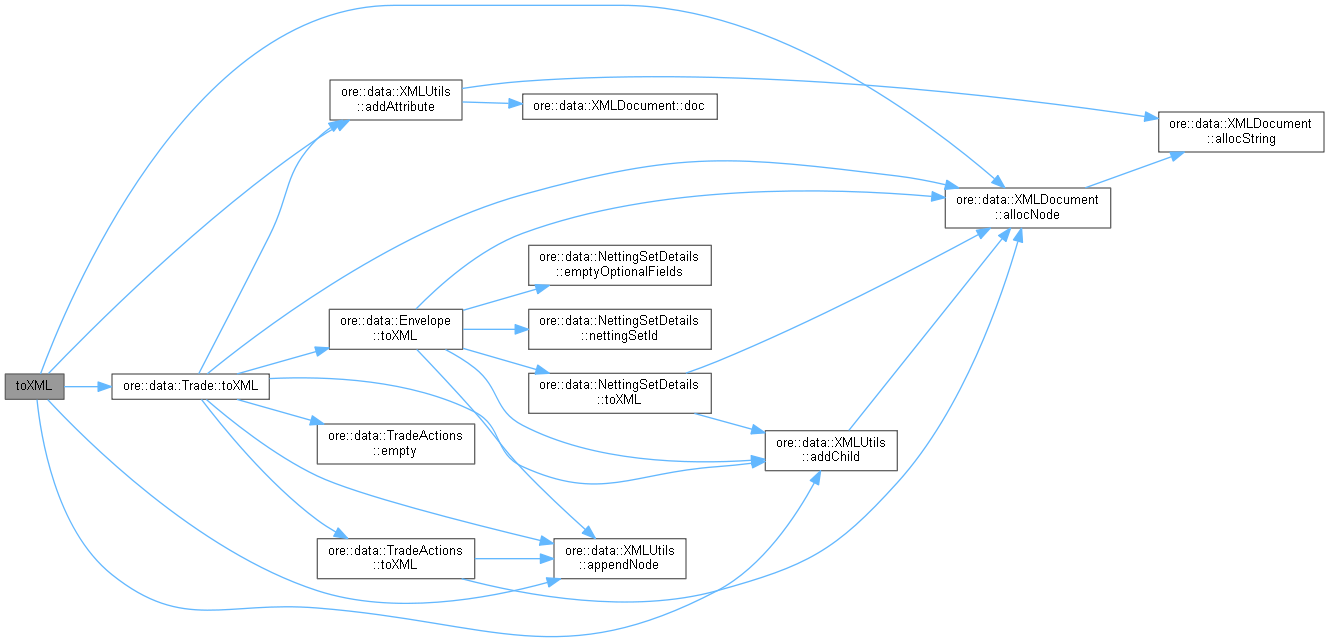 ore::data::XMLUtils
::addAttribute
ore::data::XMLDocument::doc
ore::data::XMLDocument
::allocString
ore::data::XMLDocument
::allocNode
ore::data::NettingSetDetails
::emptyOptionalFields
ore::data::Envelope
::toXML
ore::data::NettingSetDetails
::nettingSetId
toXML
ore::data::Trade::toXML
ore::data::NettingSetDetails
::toXML
ore::data::TradeActions
::empty
ore::data::XMLUtils
::addChild
ore::data::TradeActions
::toXML
ore::data::XMLUtils
::appendNode